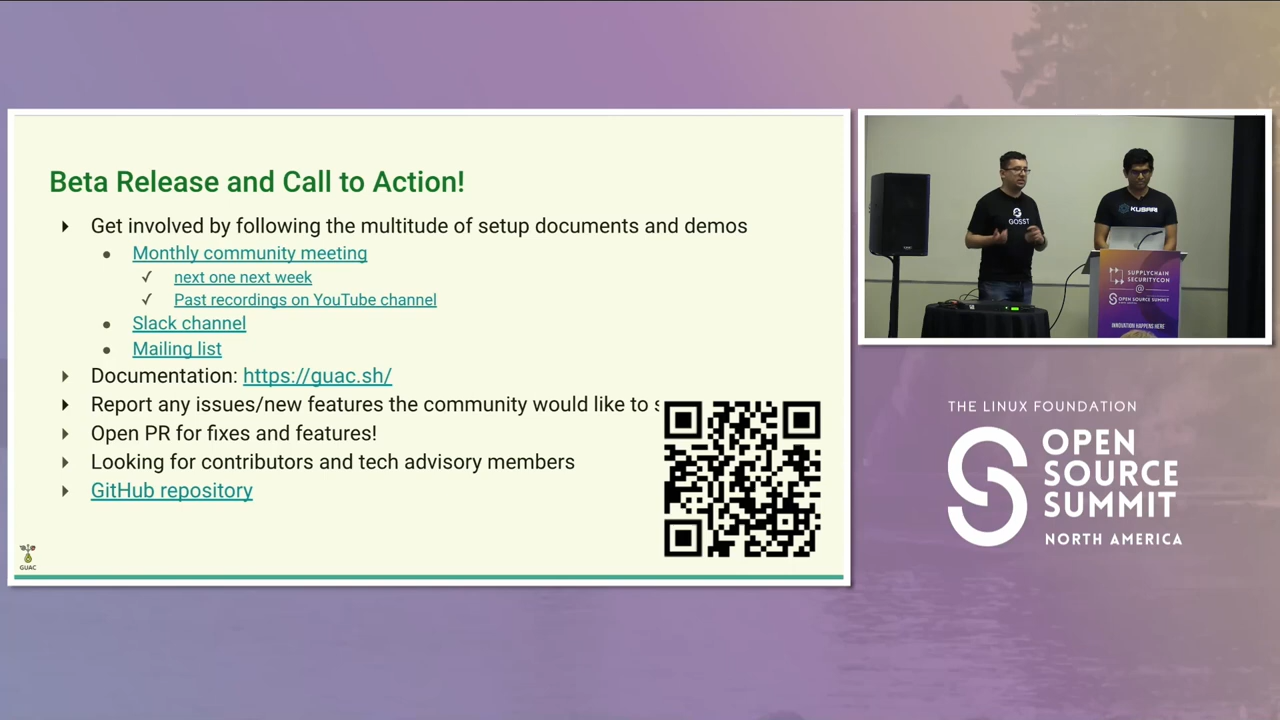 Beta Release and Call to Action!
Get involved by following the multitude of setup documents and demos
Monthly community meeting
next one next week
Past recordings on YouTube channel
Slack channel
Mailing list
Documentation: https://guac.sh/
Report any issues/new features the community would like to s
Open PR for fixes and features!
Looking for contributors and tech advisory members
GitHub repository
GUAC
GOSST
KUSARI
SUPPLYCHAIN
SECURITYCON
@
OPEN SOURCE SUMMIT
INNOVATION HAPPENS HERE
THE LINUX FOUNDATION
OPEN
SOURCE
SUMMIT
NORTH AMERICA